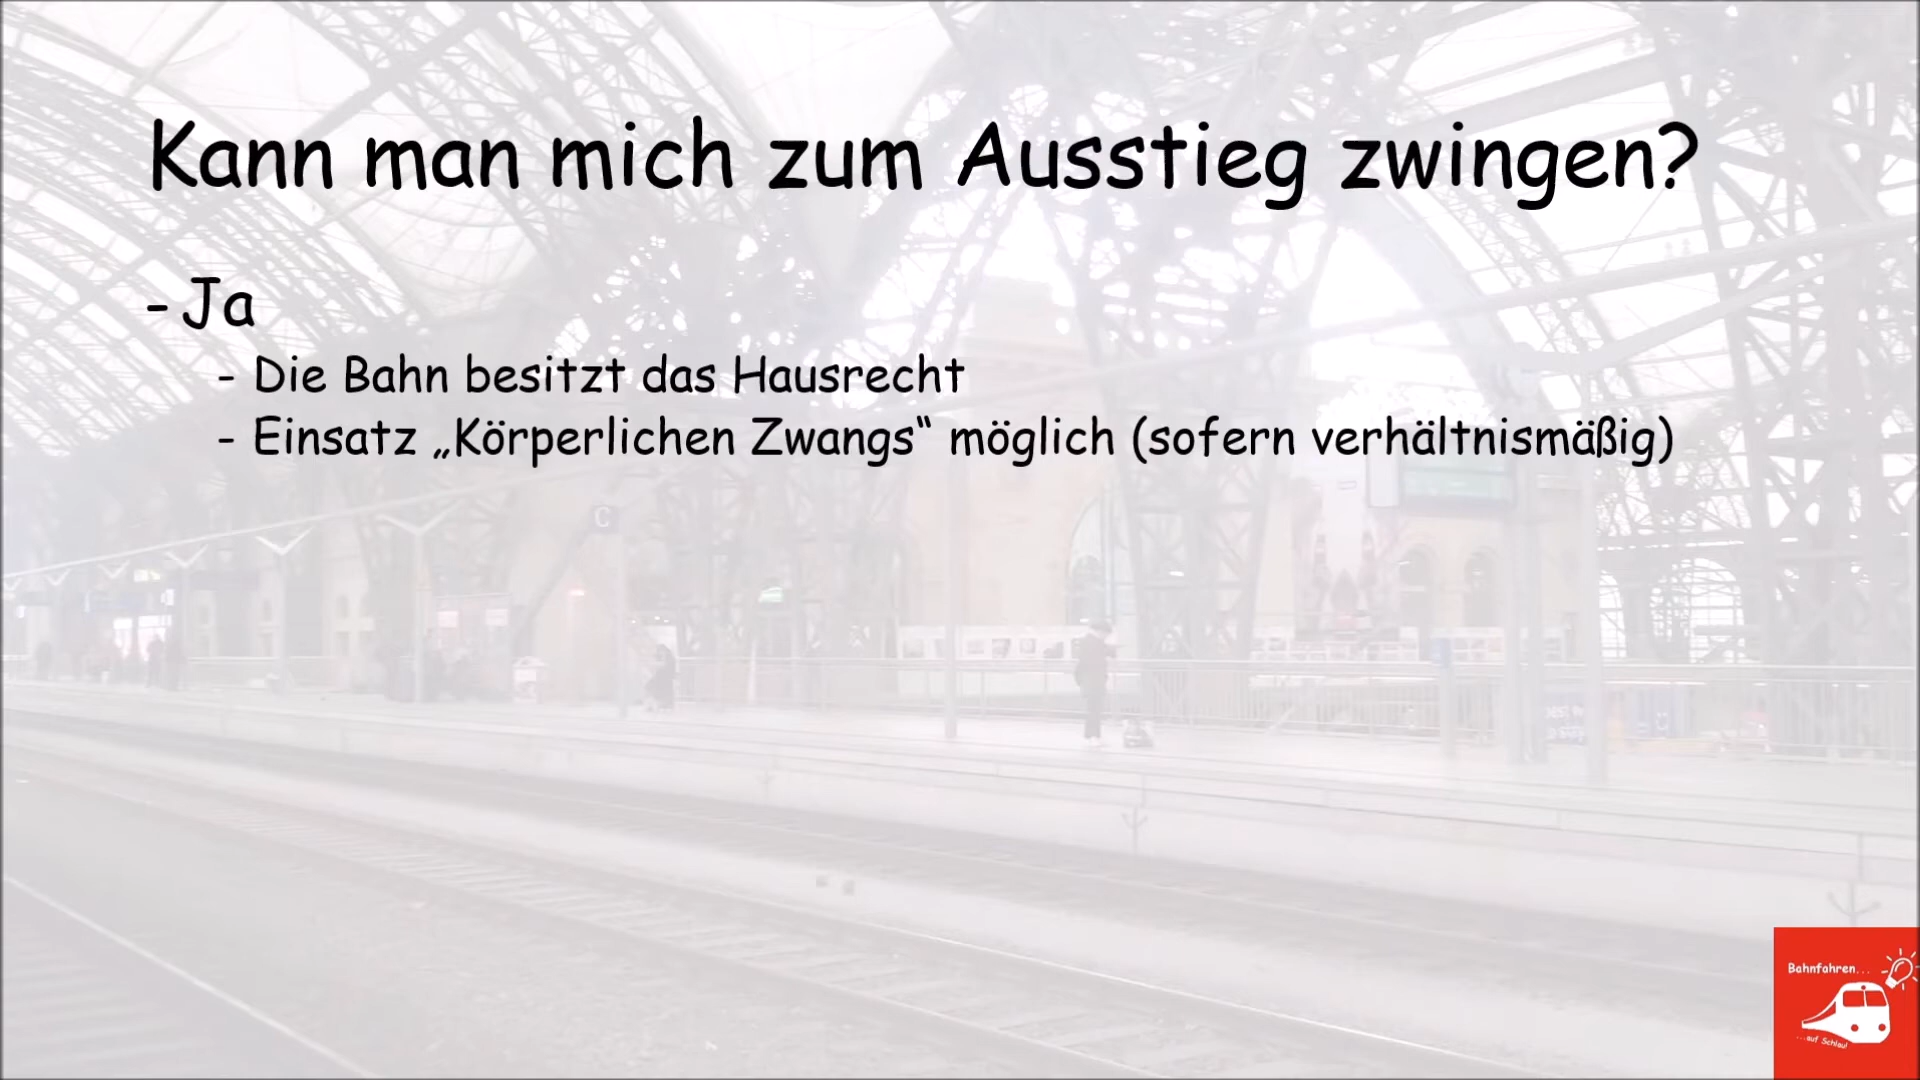 Kann man mich zum Ausstieg zwingen?
- Ja
- Die Bahn besitzt das Hausrecht
- Einsatz „Körperlichen Zwangs“ möglich (sofern verhältnismäßig)
C
Bahnfahren...
...auf Schlau!